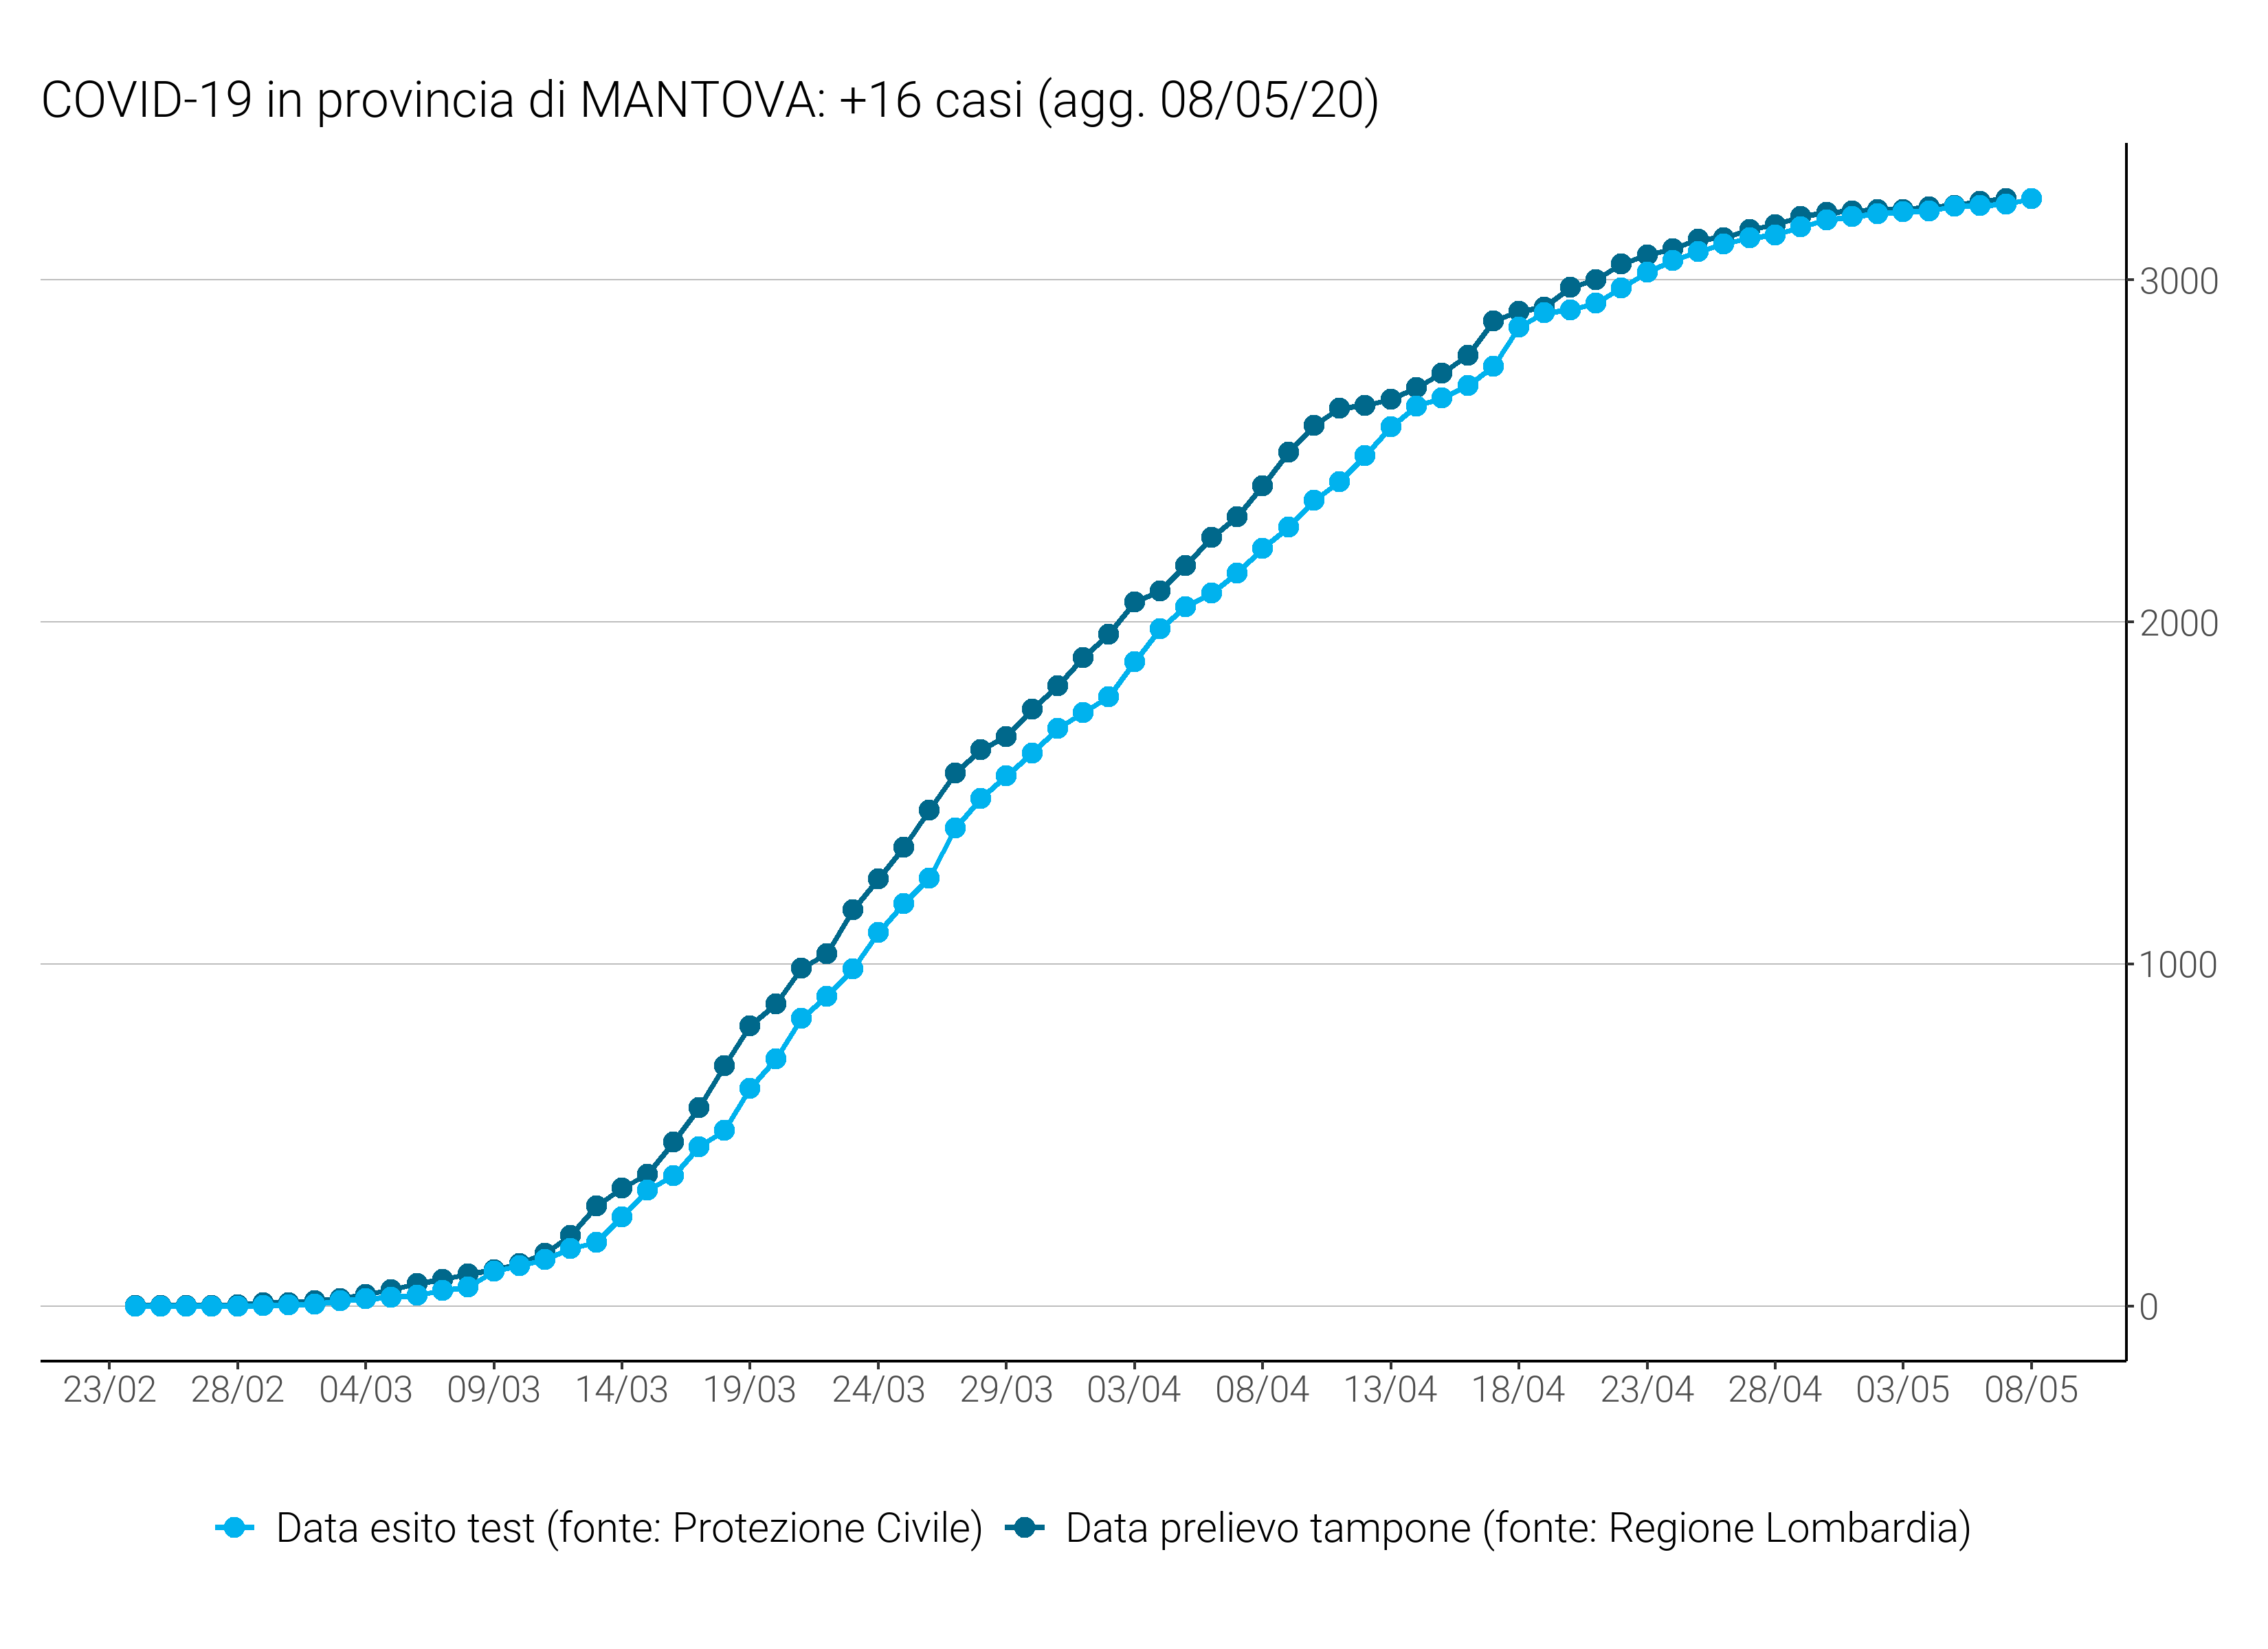 COVID-19 in provincia di MANTOVA: +16 casi (agg. 08/05/20)
3000
2000
1000
0
23/02 28/02 04/03 09/03 14/03 19/03 24/03 29/03 03/04 08/04 13/04 18/04 23/04 28/04 03/05 08/05
Data esito test (fonte: Protezione Civile) Data prelievo tampone (fonte: Regione Lombardia)